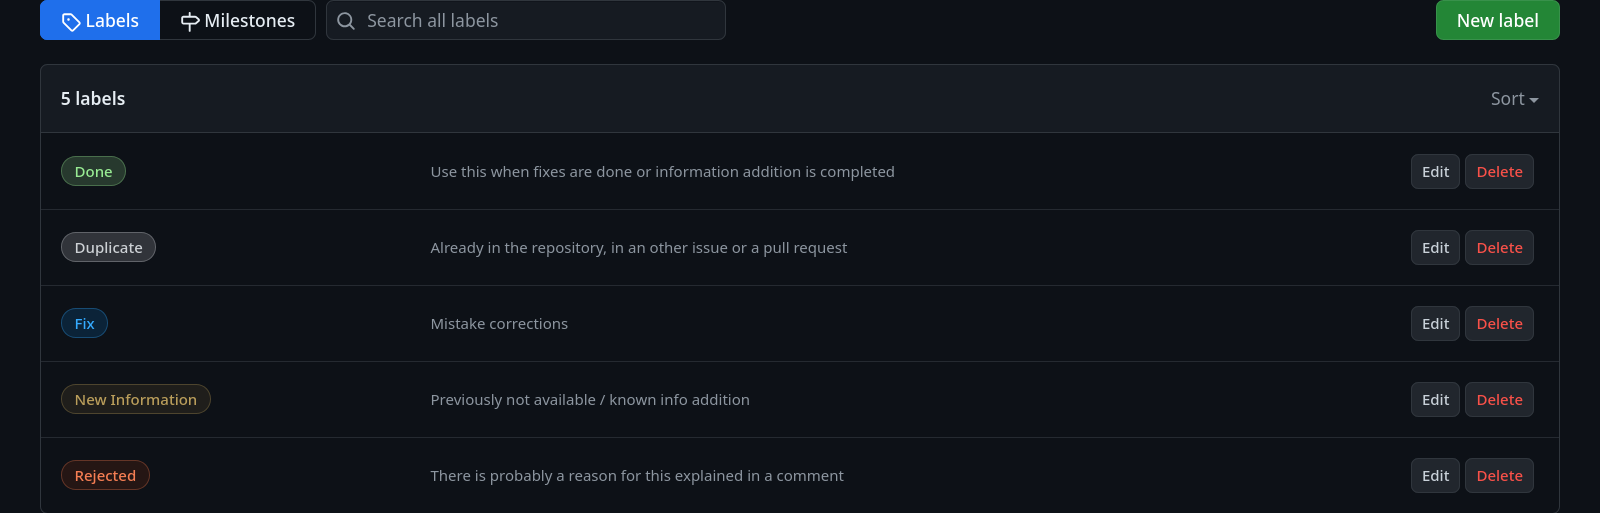 Labels Milestones Search all labels New label
5 labels Sort
Done Use this when fixes are done or information addition is completed Edit Delete
Duplicate Already in the repository, in an other issue or a pull request Edit Delete
Fix Mistake corrections Edit Delete
New Information Previously not available / known info addition Edit Delete
Rejected There is probably a reason for this explained in a comment Edit Delete